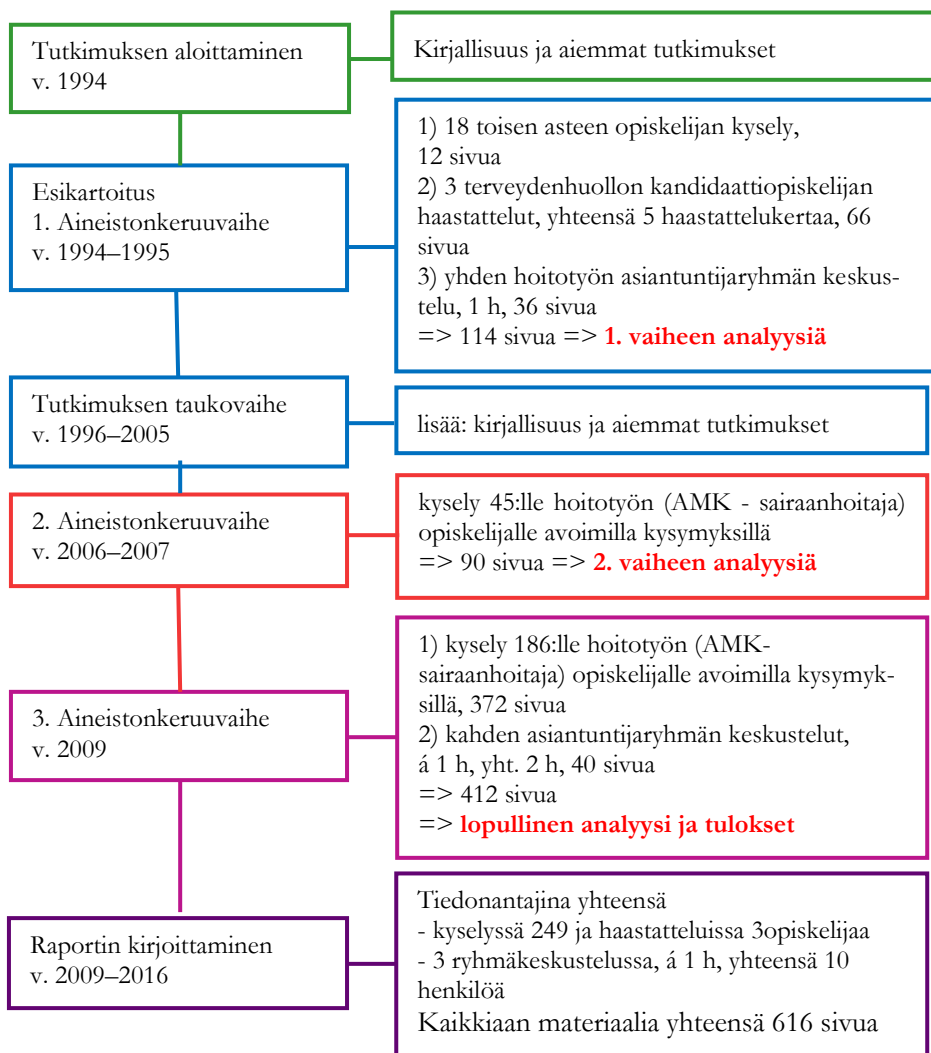 Tutkimuksen aloittaminen
v. 1994
Kirjallisuus ja aiemmat tutkimukset
Esikartoitus
1. Aineistonkeruuvaihe
v. 1994–1995
1) 18 toisen asteen opiskelijan kysely,
12 sivua
2) 3 terveydenhuollon kandidaattiopiskelijan
haastattelut, yhteensä 5 haastattelukertaa, 66
sivua
3) yhden hoitotyön asiantuntijaryhmän keskus-
telu, 1 h, 36 sivua
=> 114 sivua => 1. vaiheen analyysiä
Tutkimuksen taukovaihe
v. 1996–2005
lisää: kirjallisuus ja aiemmat tutkimukset
2. Aineistonkeruuvaihe
v. 2006–2007
kysely 45:lle hoitotyön (AMK - sairaanhoitaja)
opiskelijalle avoimilla kysymyksillä
=> 90 sivua => 2. vaiheen analyysiä
3. Aineistonkeruuvaihe
v. 2009
1) kysely 186:lle hoitotyön (AMK-
sairaanhoitaja) opiskelijalle avoimilla kysymyk-
sillä, 372 sivua
2) kahden asiantuntijaryhmän keskustelut,
á 1 h, yht. 2 h, 40 sivua
=> 412 sivua
=> lopullinen analyysi ja tulokset
Raportin kirjoittaminen
v. 2009–2016
Tiedonantajina yhteensä
- kyselyssä 249 ja haastatteluissa 3opiskelijaa
- 3 ryhmäkeskustelussa, á 1 h, yhteensä 10
henkilöä
Kaikkiaan materiaalia yhteensä 616 sivua